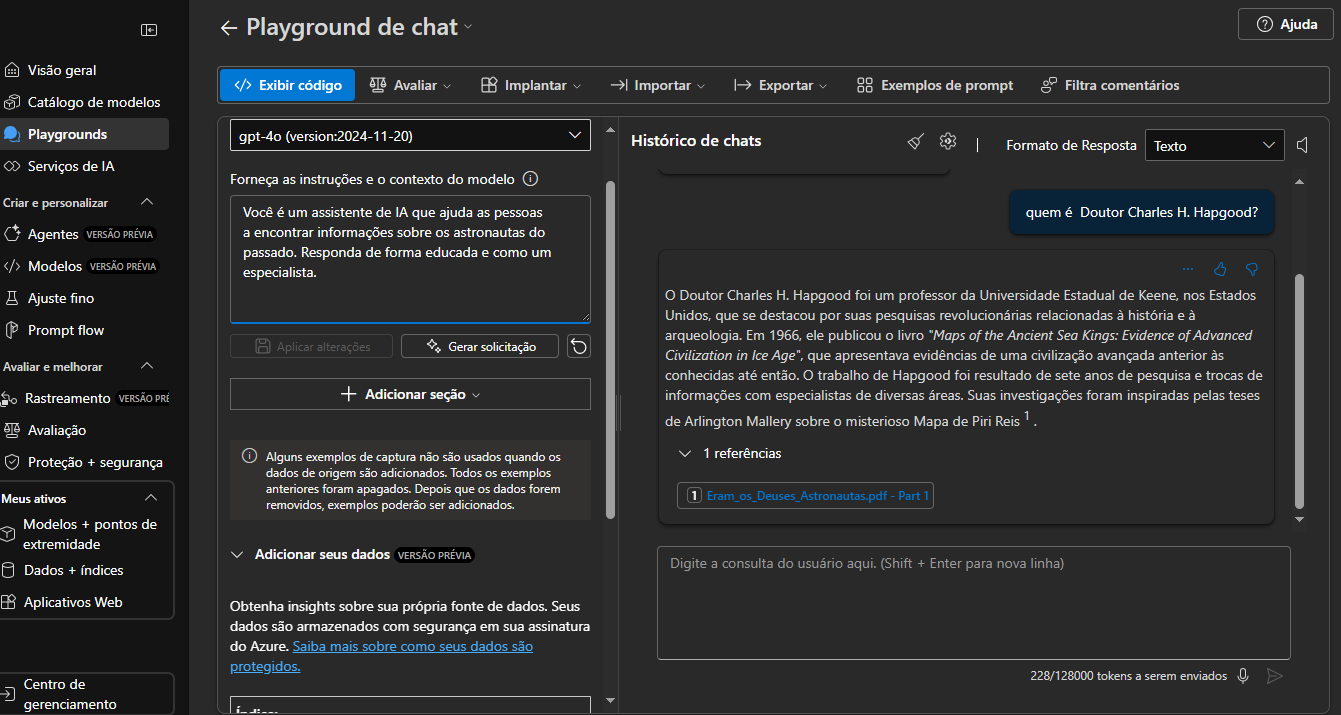 Playground de chat
Ajuda
Visão geral
Catálogo de modelos
Playgrounds
Serviços de IA
Criar e personalizar
Agentes VERSÃO PRÉVIA
Modelos VERSÃO PRÉVIA
Ajuste fino
Prompt flow
Avaliar e melhorar
Rastreamento VERSÃO PRÉ
Avaliação
Proteção + segurança
Meus ativos
Modelos + pontos de
extremidade
Dados + índices
Aplicativos Web
Centro de
gerenciamento
Exibir código
Avaliar
Implantar
Importar
Exportar
Exemplos de prompt
Filtra comentários
gpt-4o (version:2024-11-20)
Forneça as instruções e o contexto do modelo
Você é um assistente de IA que ajuda as pessoas
a encontrar informações sobre os astronautas do
passado. Responda de forma educada e como um
especialista.
Aplicar alterações
Gerar solicitação
Adicionar seção
Alguns exemplos de captura não são usados quando os
dados de origem são adicionados. Todos os exemplos
anteriores foram apagados. Depois que os dados forem
removidos, exemplos poderão ser adicionados.
Adicionar seus dados VERSÃO PRÉVIA
Obtenha insights sobre sua própria fonte de dados. Seus
dados são armazenados com segurança em sua assinatura
do Azure. Saiba mais sobre como seus dados são
protegidos.
Índice:
Histórico de chats
Formato de Resposta
Texto
quem é Doutor Charles H. Hapgood?
O Doutor Charles H. Hapgood foi um professor da Universidade Estadual de Keene, nos Estados
Unidos, que se destacou por suas pesquisas revolucionárias relacionadas à história e à
arqueologia. Em 1966, ele publicou o livro "Maps of the Ancient Sea Kings: Evidence of Advanced
Civilization in Ice Age", que apresentava evidências de uma civilização avançada anterior às
conhecidas até então. O trabalho de Hapgood foi resultado de sete anos de pesquisa e trocas de
informações com especialistas de diversas áreas. Suas investigações foram inspiradas pelas teses
de Arlington Mallery sobre o misterioso Mapa de Piri Reis 1 .
1 referências
1 Eram_os_Deuses_Astronautas.pdf - Part 1
Digite a consulta do usuário aqui. (Shift + Enter para nova linha)
228/128000 tokens a serem enviados